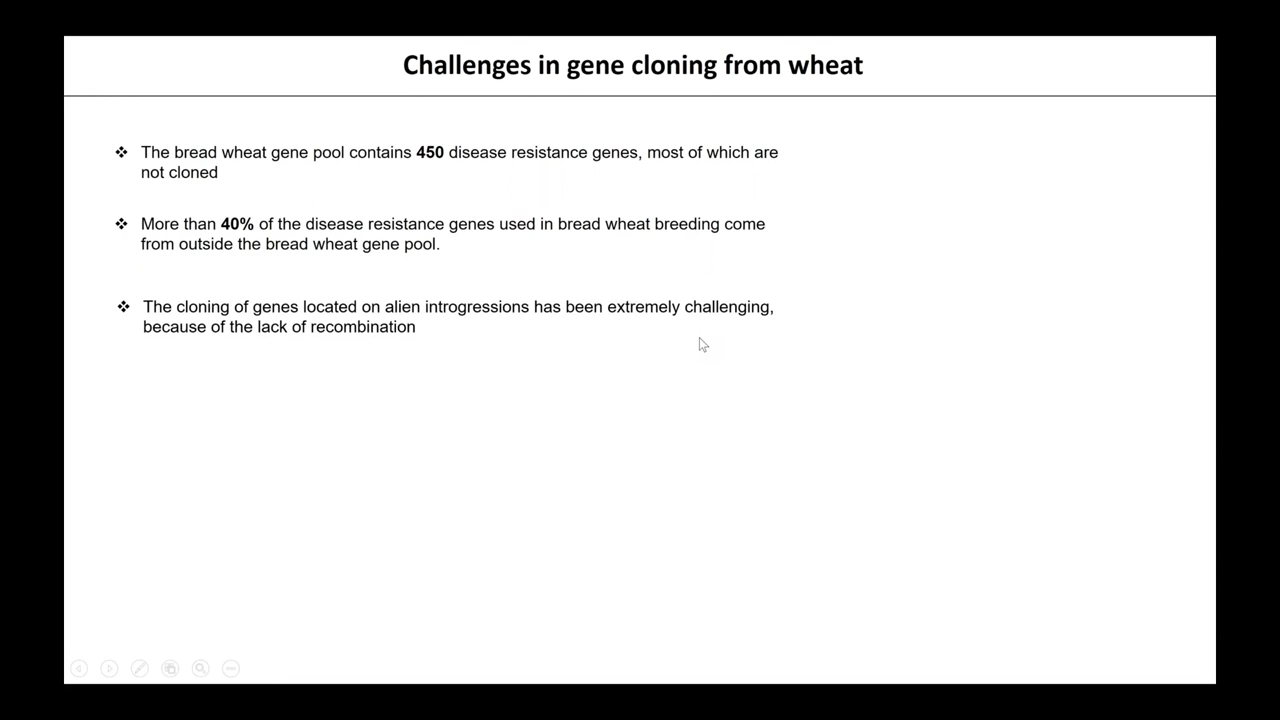 Challenges in gene cloning from wheat
❖ The bread wheat gene pool contains 450 disease resistance genes, most of which are
not cloned
❖ More than 40% of the disease resistance genes used in bread wheat breeding come
from outside the bread wheat gene pool.
❖ The cloning of genes located on alien introgressions has been extremely challenging,
because of the lack of recombination